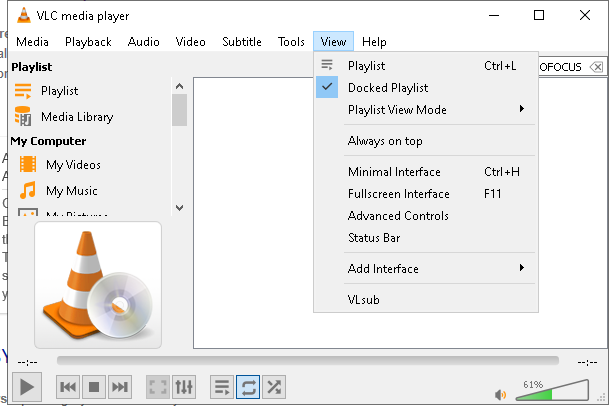 VLC media player
Media Playback Audio Video Subtitle Tools View Help
Playlist
Playlist
Media Library
My Computer
My Videos
My Music
My Pictures
Playlist Ctrl+L
Docked Playlist
Playlist View Mode
Always on top
Minimal Interface Ctrl+H
Fullscreen Interface F11
Advanced Controls
Status Bar
Add Interface
VLsub
OFOCUS
--:-- --:--
61%